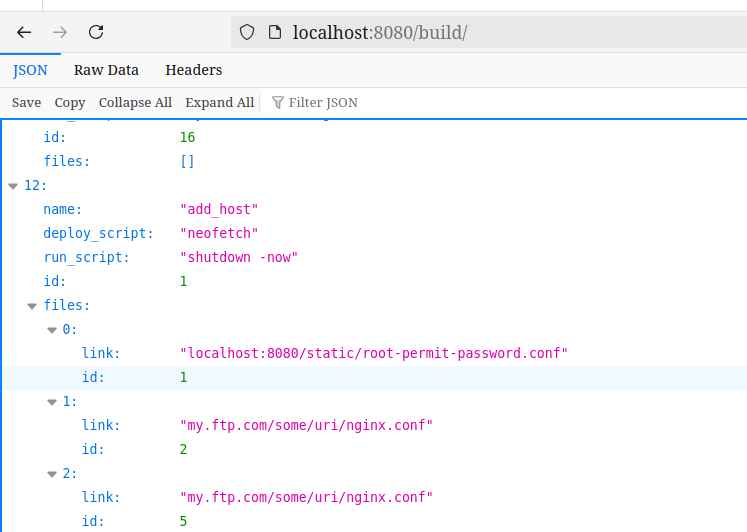 localhost:8080/build/
JSON Raw Data Headers
Save Copy Collapse All Expand All Filter JSON
id: 16
files: []
12:
name: "add_host"
deploy_script: "neofetch"
run_script: "shutdown -now"
id: 1
files:
0:
link: "localhost:8080/static/root-permit-password.conf"
id: 1
1:
link: "my.ftp.com/some/uri/nginx.conf"
id: 2
2:
link: "my.ftp.com/some/uri/nginx.conf"
id: 5